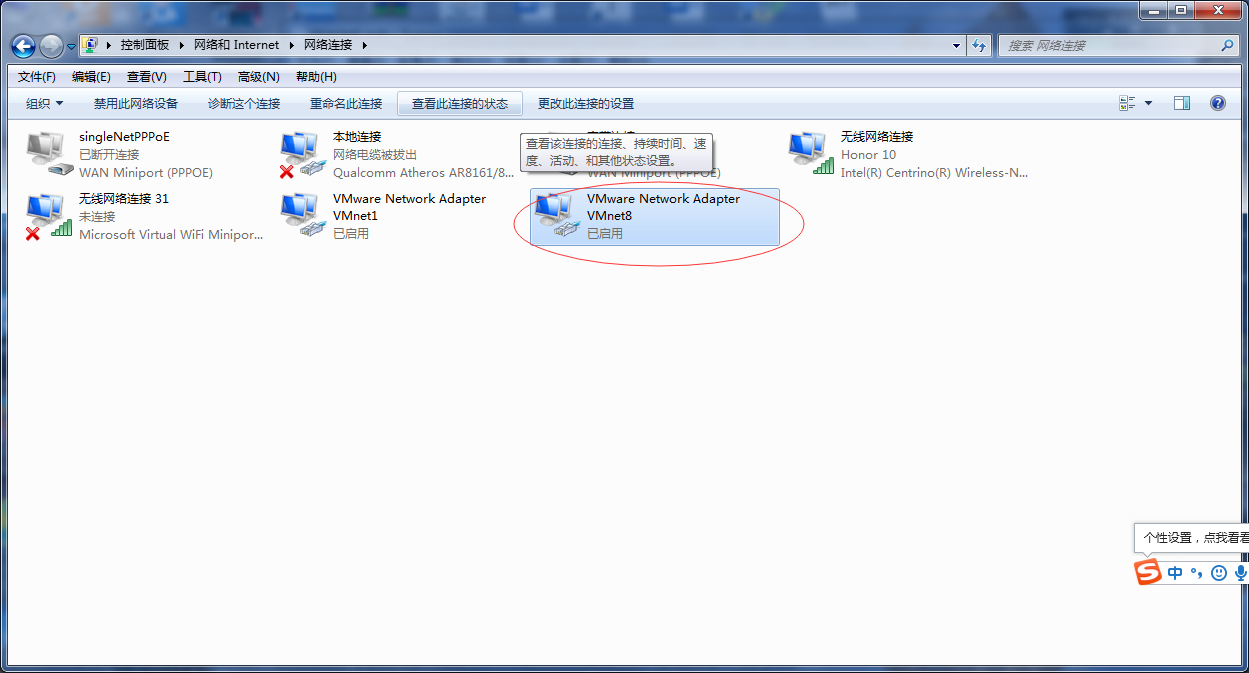 控制面板 网络和 Internet 网络连接
搜索 网络连接
文件(F) 编辑(E) 查看(V) 工具(T) 高级(N) 帮助(H)
组织 禁用此网络设备 诊断这个连接 重命名此连接 查看此连接的状态 更改此连接的设置
singleNetPPPoE
已断开连接
WAN Miniport (PPPOE)
本地连接
网络电缆被拔出
Qualcomm Atheros AR8161/8...
查看该连接的连接、持续时间、速
度、活动、和其他状态设置。
WAN Miniport (PPPOE)
无线网络连接
Honor 10
Intel(R) Centrino(R) Wireless-N...
无线网络连接 31
未连接
Microsoft Virtual WiFi Minipor...
VMware Network Adapter
VMnet1
已启用
VMware Network Adapter
VMnet8
已启用
个性设置，点我看看
S 中